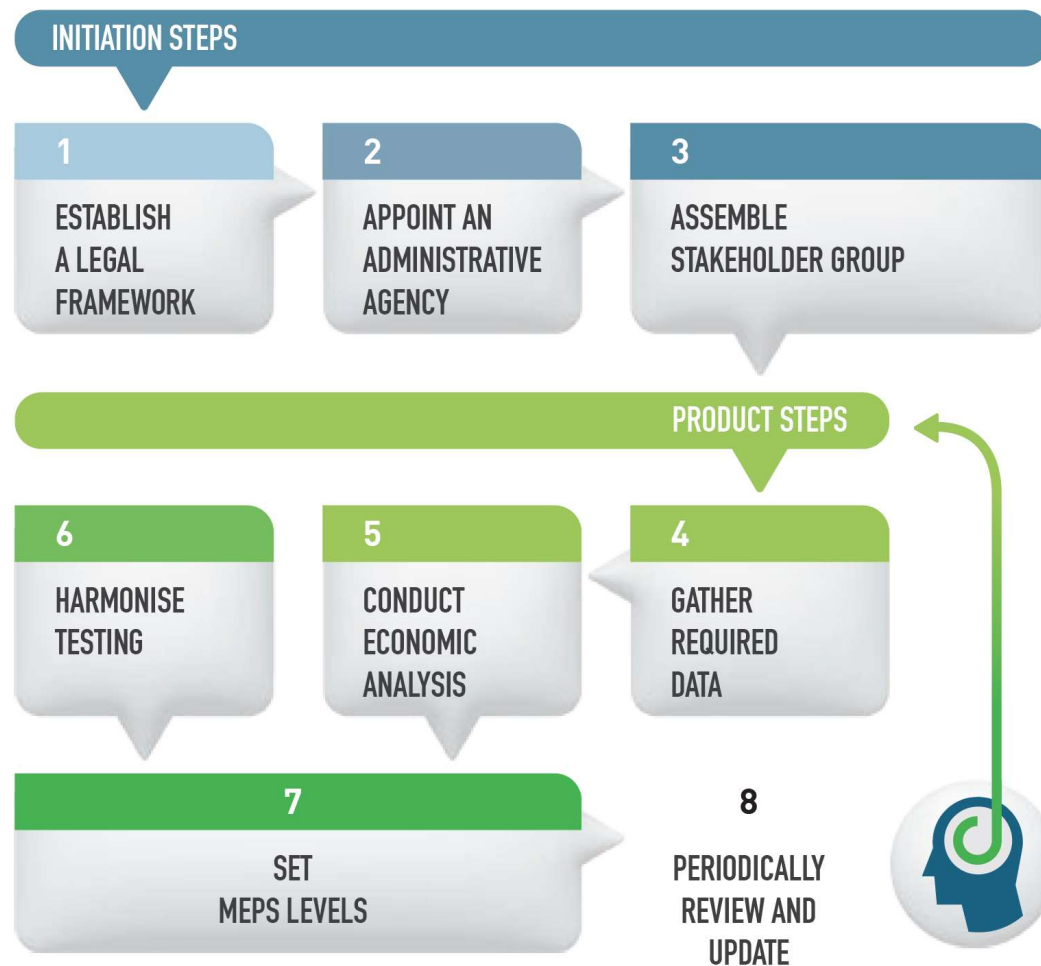 INITIATION STEPS
1
ESTABLISH
A LEGAL
FRAMEWORK
2
APPOINT AN
ADMINISTRATIVE
AGENCY
3
ASSEMBLE
STAKEHOLDER GROUP
PRODUCT STEPS
6
HARMONISE
TESTING
5
CONDUCT
ECONOMIC
ANALYSIS
4
GATHER
REQUIRED
DATA
7
SET
MEPS LEVELS
8
PERIODICALLY
REVIEW AND
UPDATE